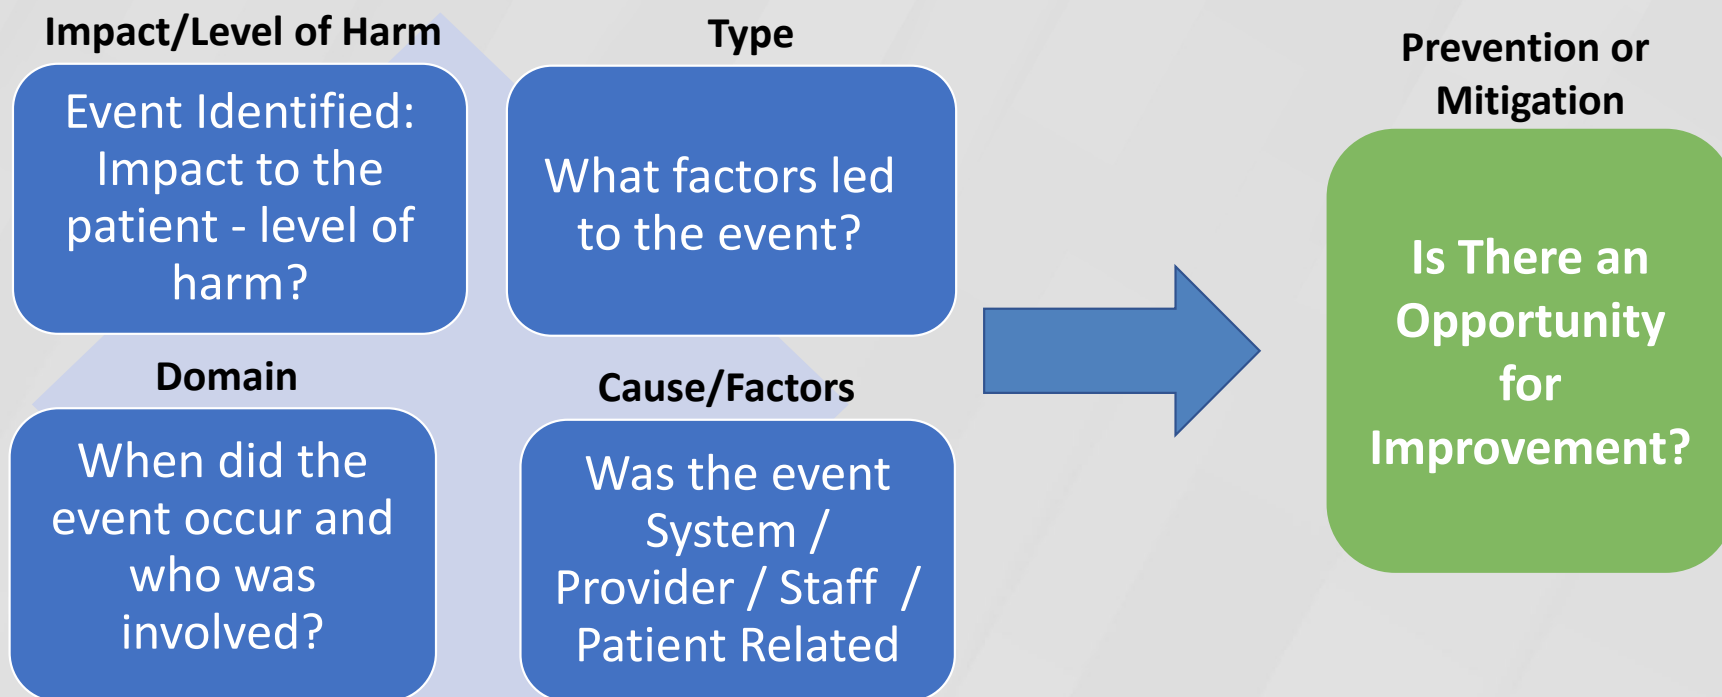 Impact/Level of Harm
Event Identified:
Impact to the
patient - level of
harm?
Type
What factors led
to the event?
Domain
When did the
event occur and
who was
involved?
Cause/Factors
Was the event
System /
Provider / Staff /
Patient Related
Prevention or
Mitigation
Is There an
Opportunity
for
Improvement?